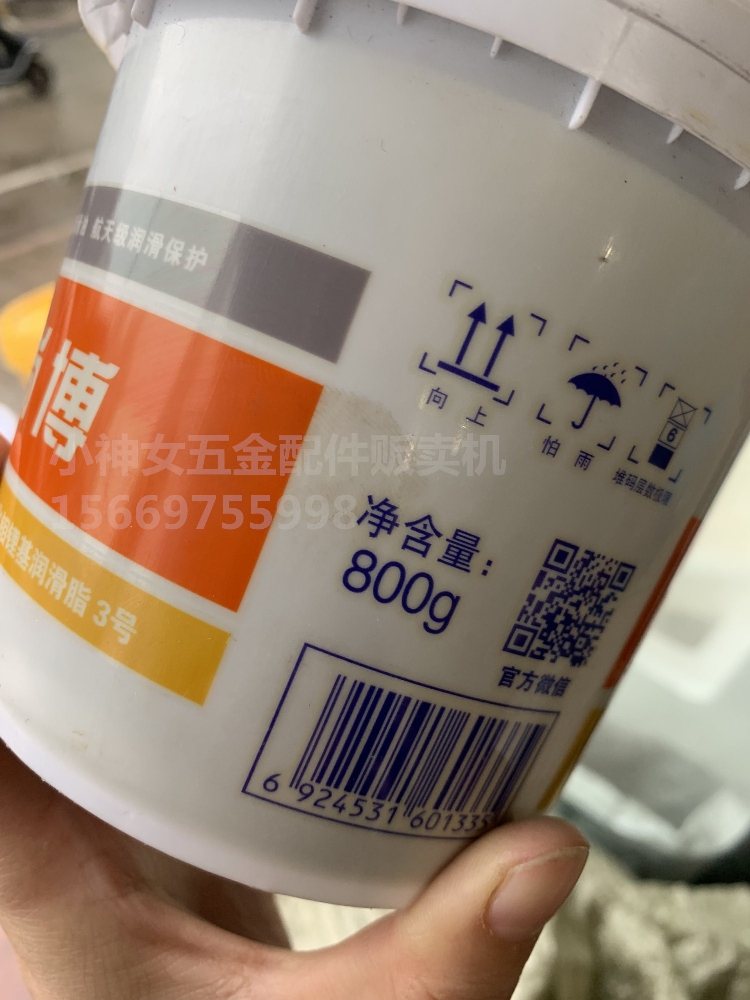 航天级润滑保护
博
锂基润滑脂 3号
向上
怕雨
6
堆码层数极限
净含量:
800g
官方微信
6 924531 60133
小神女五金配件贩卖机
15669755998